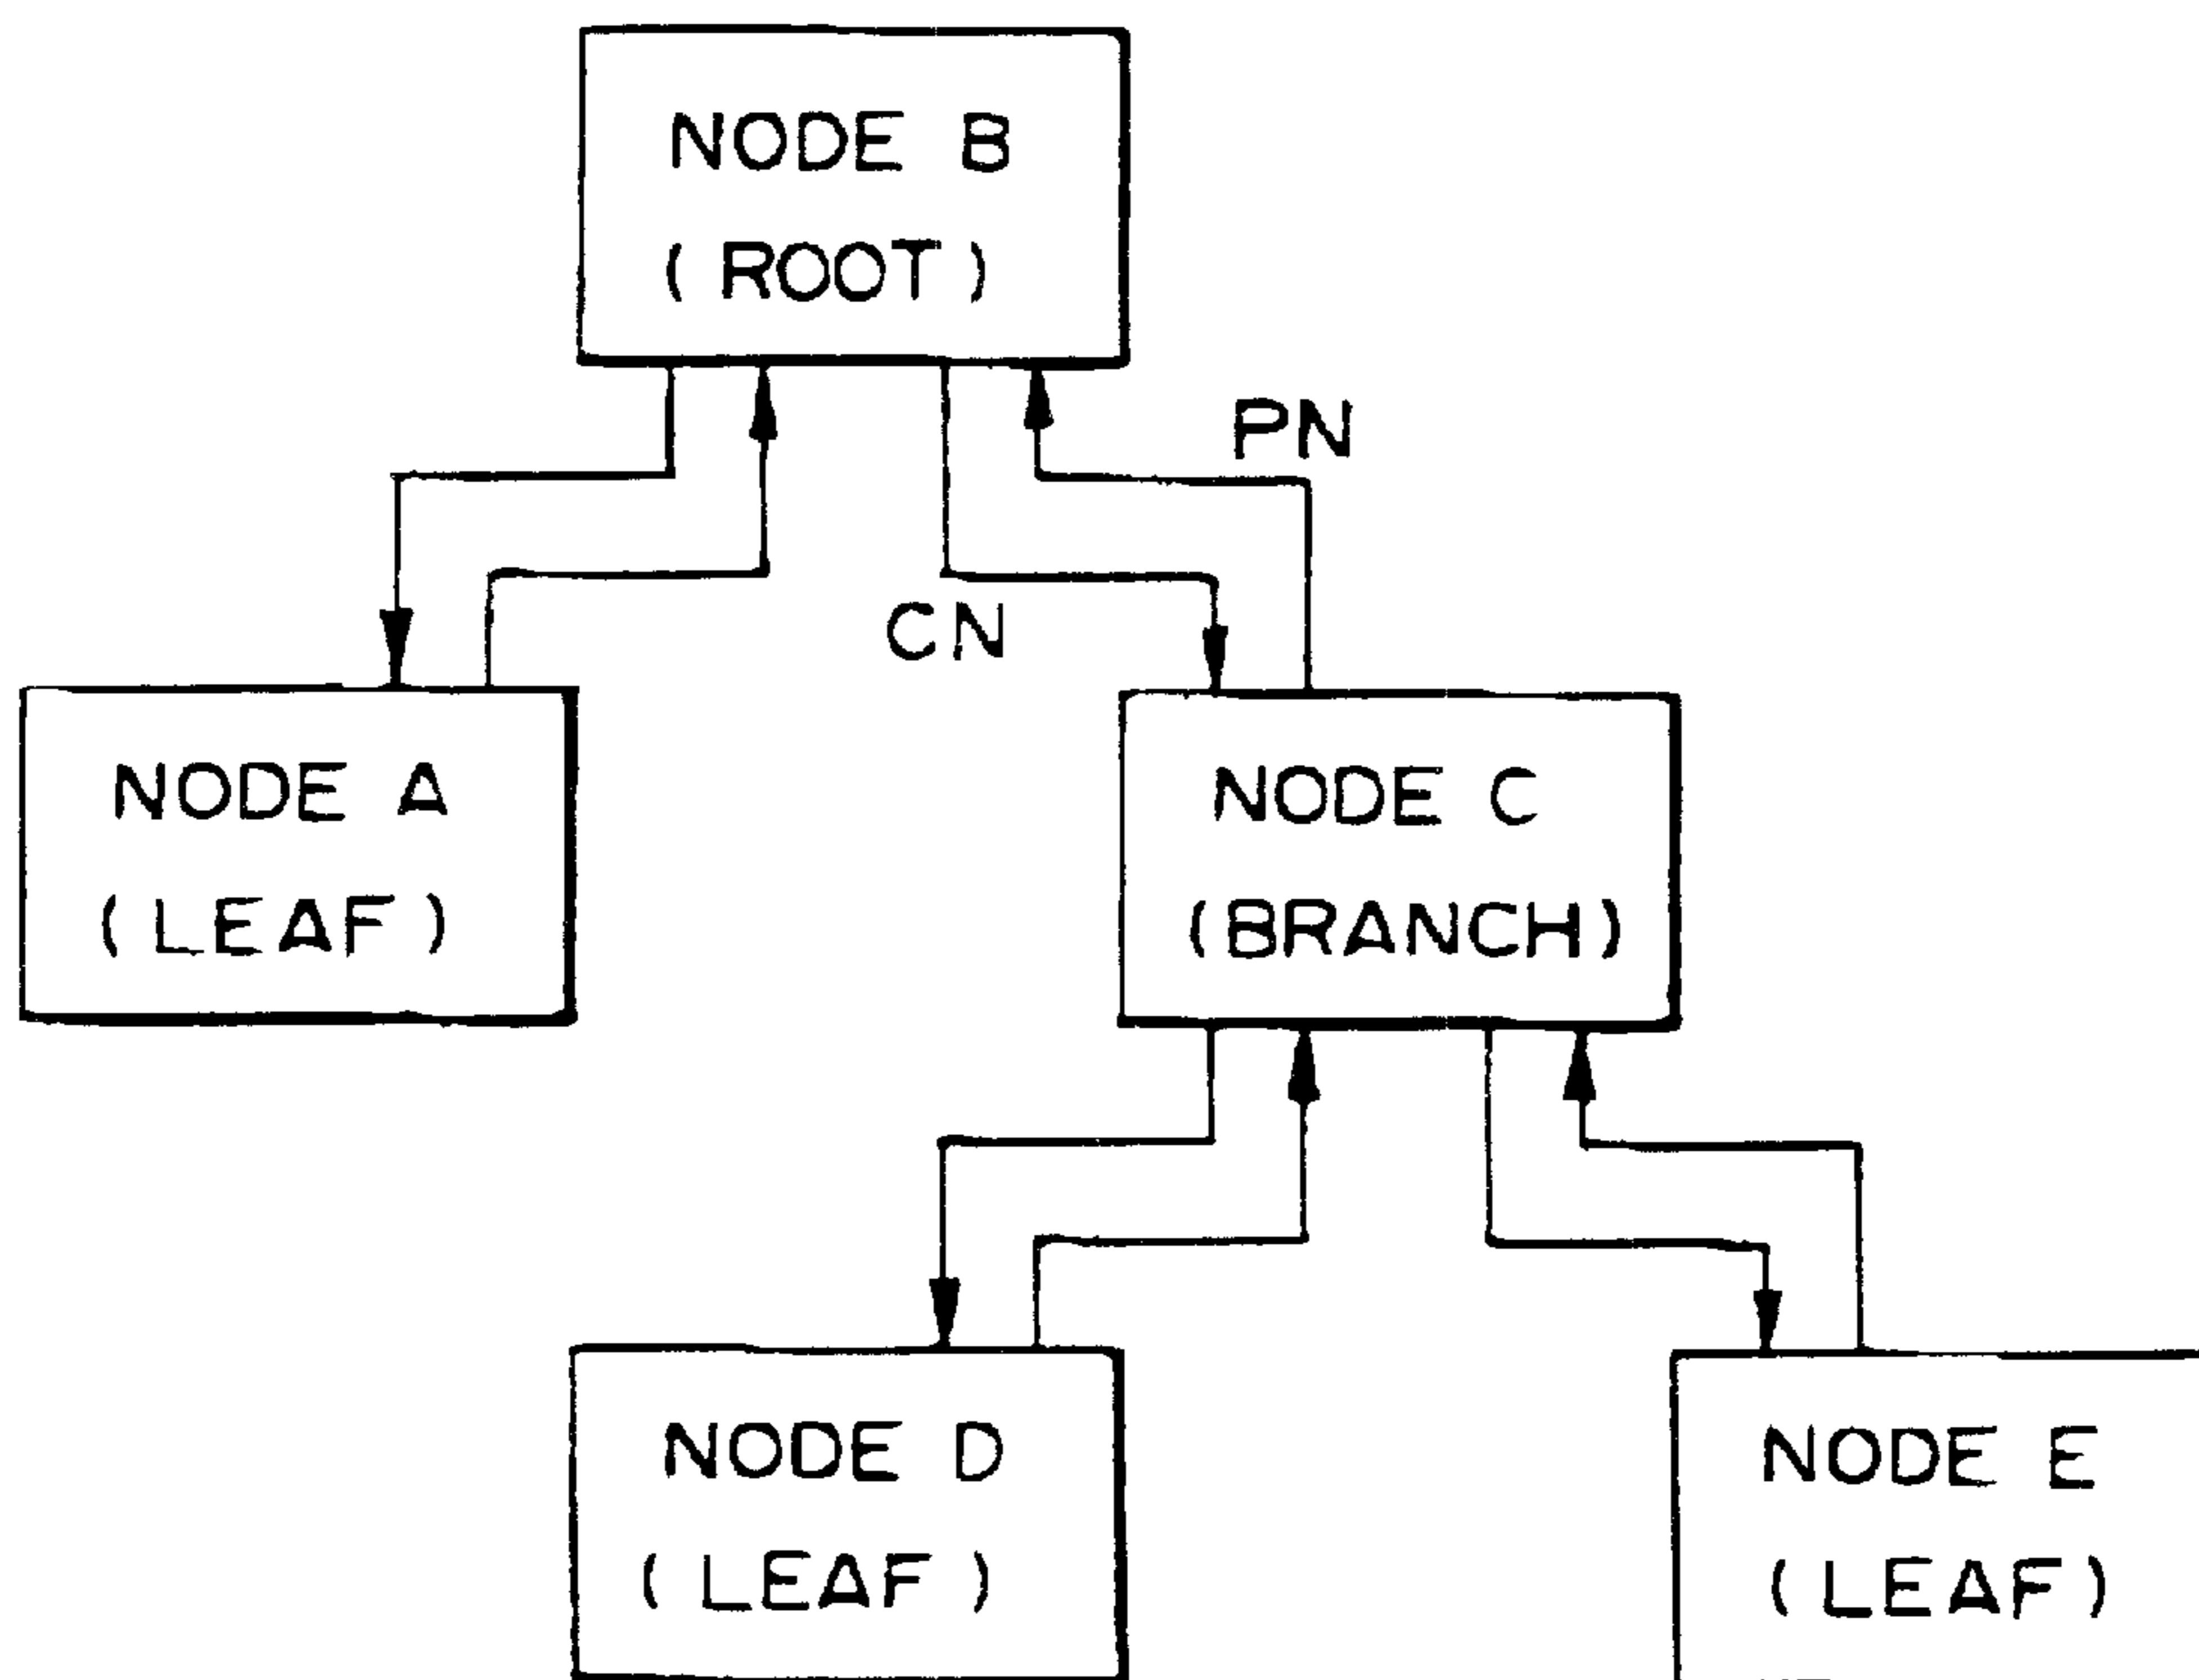 NODE B
( ROOT )
PN
CN
NODE A
( LEAF )
NODE C
(BRANCH)
NODE D
( LEAF )
NODE E
( LEAF )